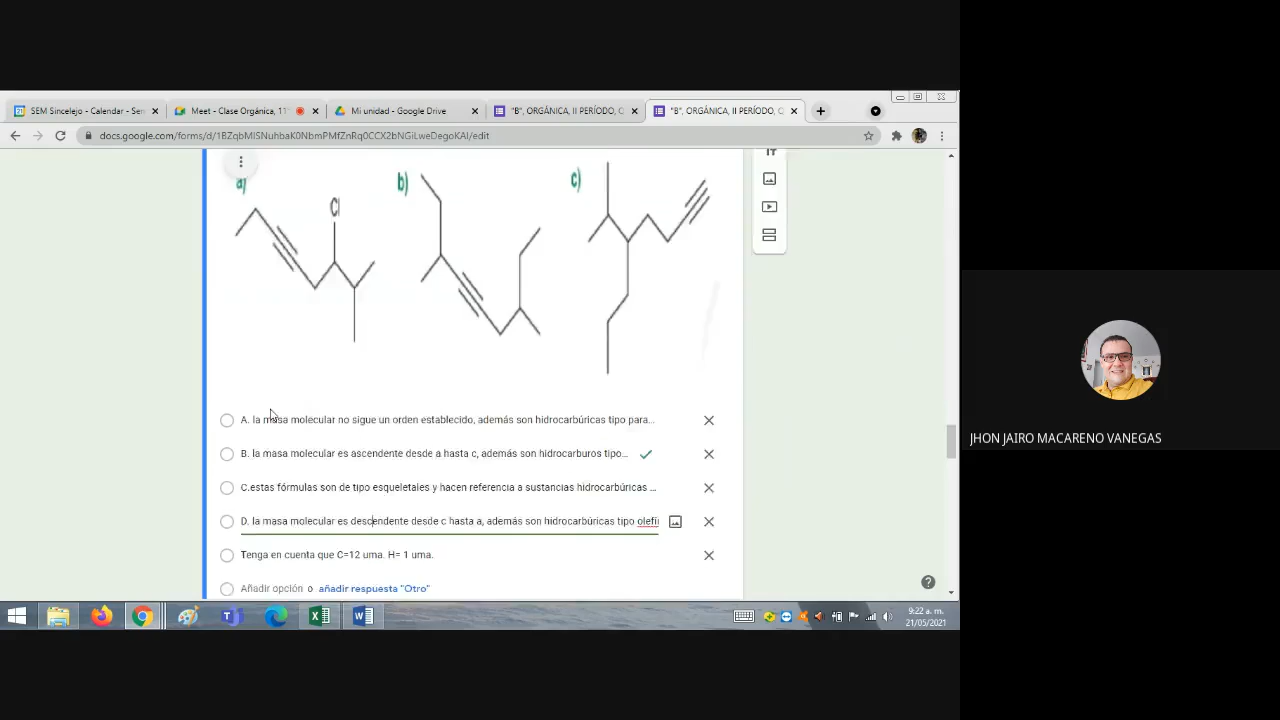 SEM Sincelejo - Calendar - Sen
Meet - Clase Orgánica, 11°
Mi unidad - Google Drive
"B", ORGÁNICA, II PERÍODO, C
"B", ORGÁNICA, II PERÍODO, C
docs.google.com/forms/d/1BZqbMlSNuhbaK0NbmPMfZnRq0CCX2bNGiLweDegoKAI/edit
a)
b)
c)
Cl
A. la masa molecular no sigue un orden establecido, además son hidrocarbúricas tipo para...
B. la masa molecular es ascendente desde a hasta c, además son hidrocarburos tipo...
C.estas fórmulas son de tipo esqueletales y hacen referencia a sustancias hidrocarbúricas ...
D. la masa molecular es descendente desde c hasta a, además son hidrocarbúricas tipo olefi
Tenga en cuenta que C=12 uma. H= 1 uma.
Añadir opción o añadir respuesta "Otro"
JHON JAIRO MACARENO VANEGAS
9:22 a. m.
21/05/2021